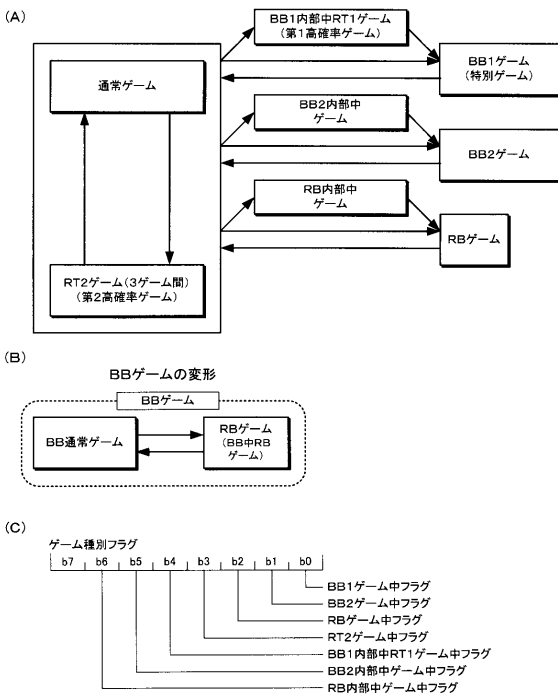 (A)
BB1内部中RT1ゲーム
(第1高確率ゲーム)
BB1ゲーム
(特別ゲーム)
通常ゲーム
BB2内部中
ゲーム
BB2ゲーム
RB内部中
ゲーム
RBゲーム
RT2ゲーム(3ゲーム間)
(第2高確率ゲーム)
(B)
BBゲームの変形
BBゲーム
BB通常ゲーム
RBゲーム
(BB中RB
ゲーム)
(C)
ゲーム種別フラグ
b7 b6 b5 b4 b3 b2 b1 b0
BB1ゲーム中フラグ
BB2ゲーム中フラグ
RBゲーム中フラグ
RT2ゲーム中フラグ
BB1内部中RT1ゲーム中フラグ
BB2内部中ゲーム中フラグ
RB内部中ゲーム中フラグ